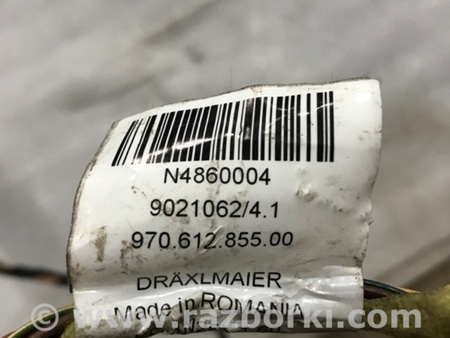 N4860004
9021062/4.1
970.612.855.00
DRÄXLMAIER
Made in ROMANIA
© www.razborki.com